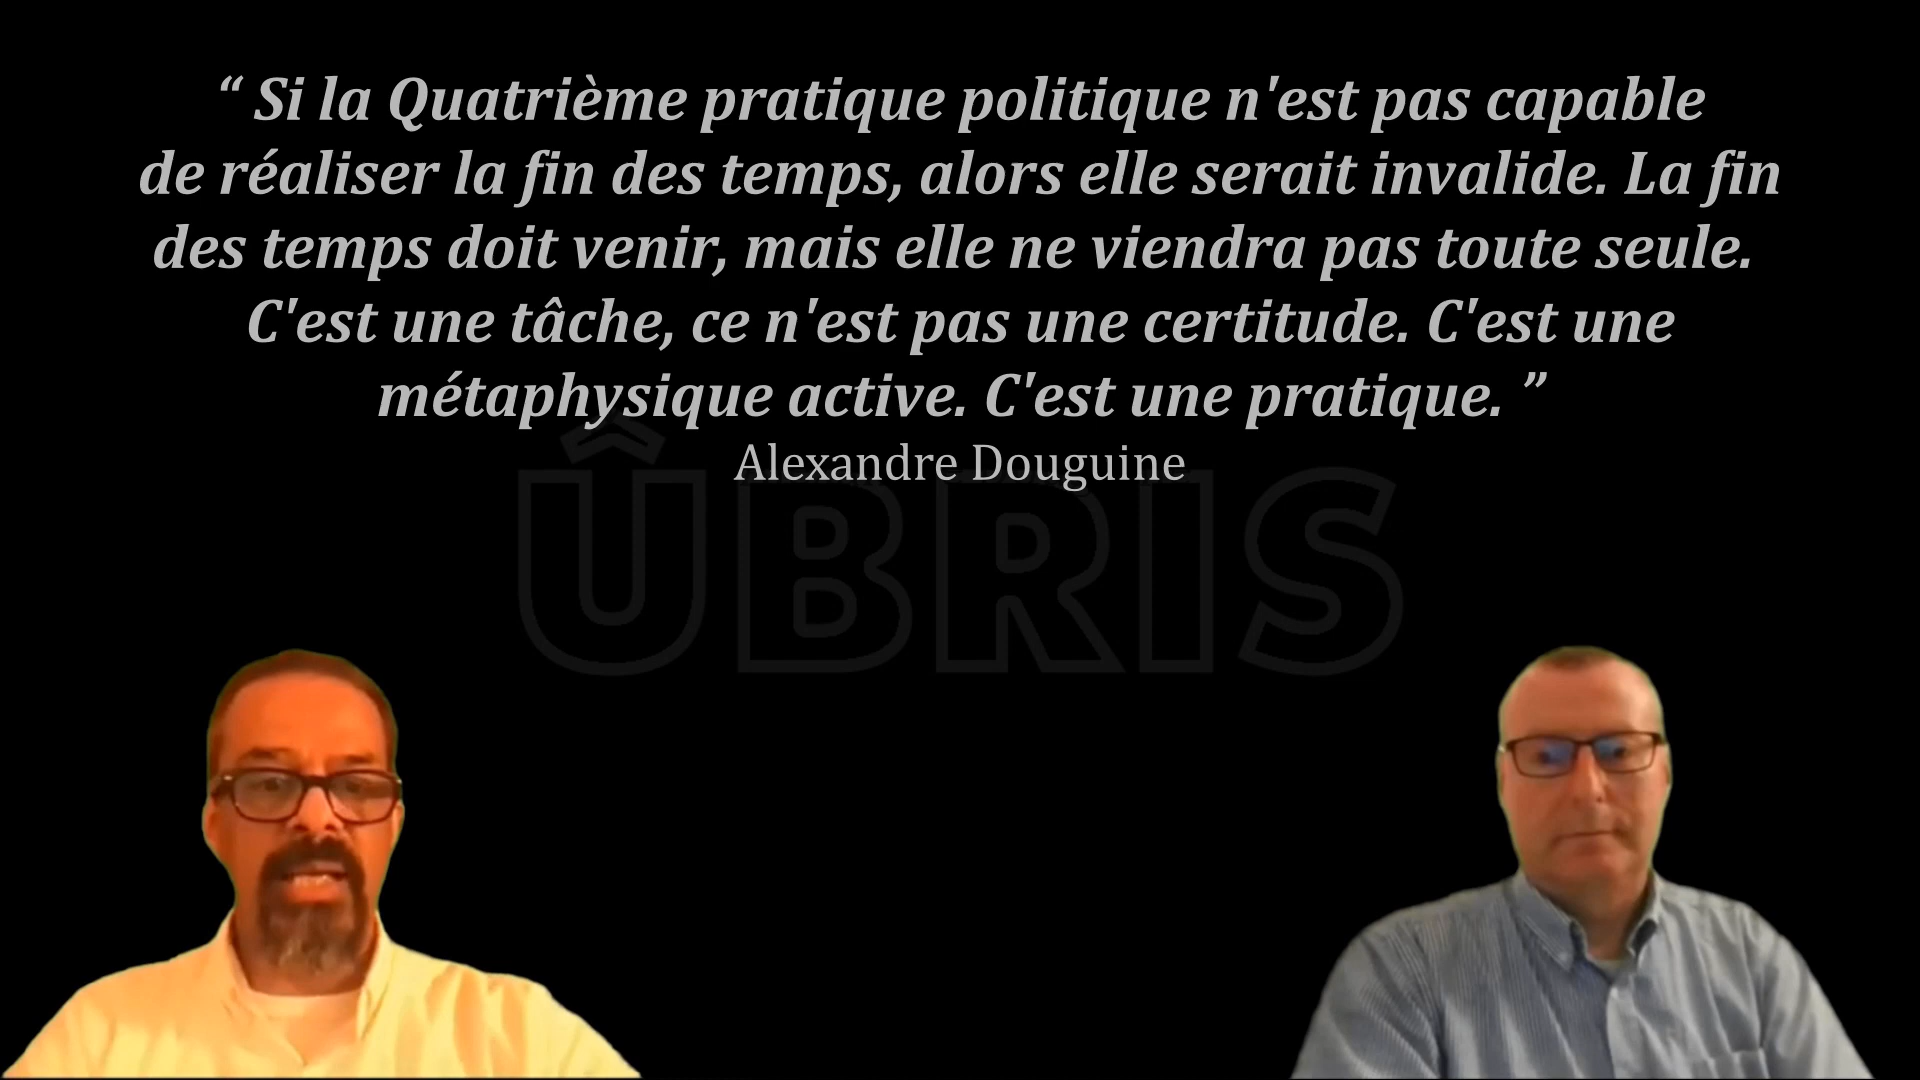 “ Si la Quatrième pratique politique n'est pas capable
de réaliser la fin des temps, alors elle serait invalide. La fin
des temps doit venir, mais elle ne viendra pas toute seule.
C'est une tâche, ce n'est pas une certitude. C'est une
métaphysique active. C'est une pratique. ”
Alexandre Douguine
ÛBRIS